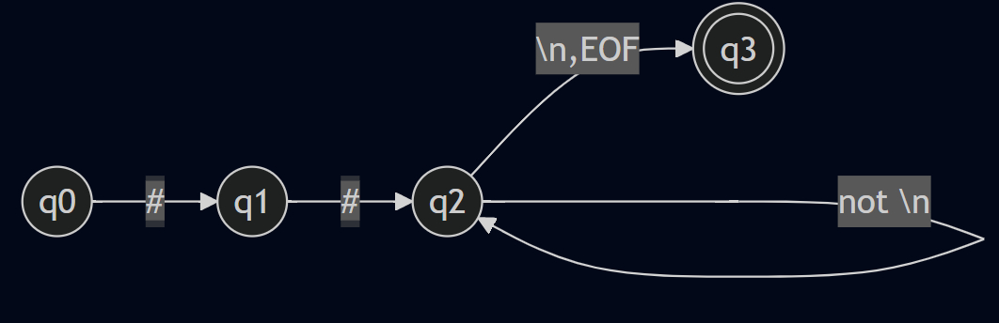 \n,EOF
q3
q0
#
q1
#
q2
not \n